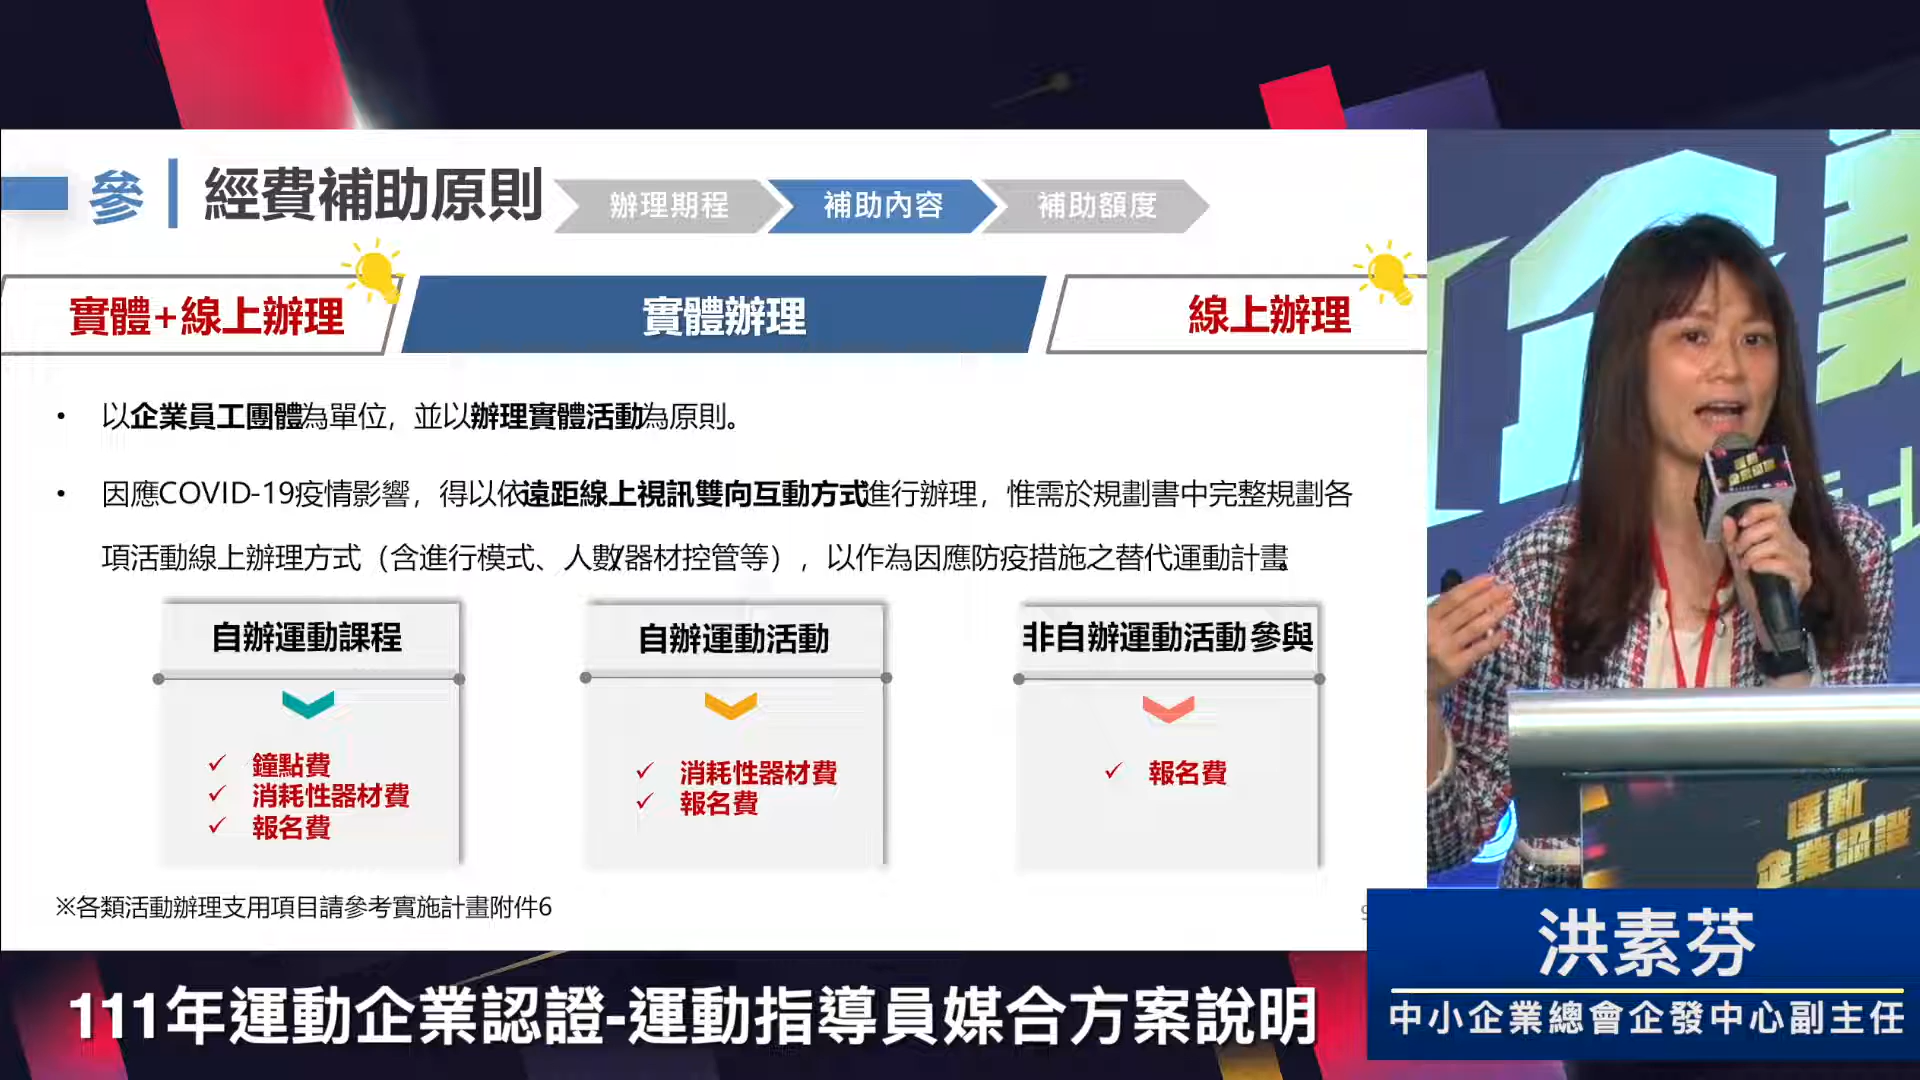 參 經費補助原則 辦理期程 補助內容 補助額度
實體+線上辦理 實體辦理 線上辦理
• 以企業員工團體為單位，並以辦理實體活動為原則。
• 因應COVID-19疫情影響，得以依遠距線上視訊雙向互動方式進行辦理，惟需於規劃書中完整規劃各
項活動線上辦理方式（含進行模式、人數/器材控管等），以作為因應防疫措施之替代運動計畫。
自辦運動課程
✓ 鐘點費
✓ 消耗性器材費
✓ 報名費
自辦運動活動
✓ 消耗性器材費
✓ 報名費
非自辦運動活動參與
✓ 報名費
※各類活動辦理支用項目請參考實施計畫附件6
企業
運動
企業認證
洪素芬
中小企業總會企發中心副主任
111年運動企業認證-運動指導員媒合方案說明